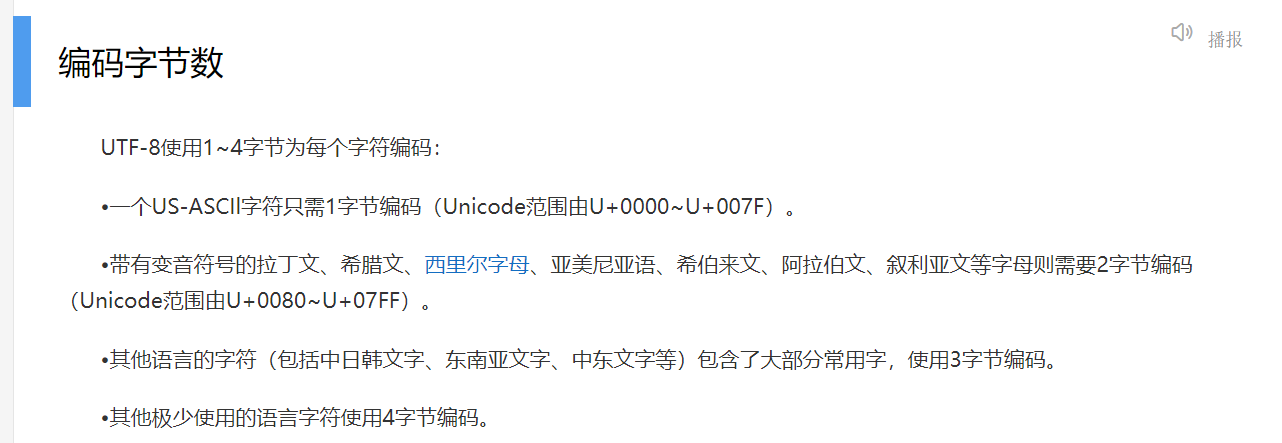 播报
编码字节数
UTF-8使用1~4字节为每个字符编码：
•一个US-ASCIl字符只需1字节编码（Unicode范围由U+0000~U+007F）。
•带有变音符号的拉丁文、希腊文、西里尔字母、亚美尼亚语、希伯来文、阿拉伯文、叙利亚文等字母则需要2字节编码
（Unicode范围由U+0080~U+07FF）。
•其他语言的字符（包括中日韩文字、东南亚文字、中东文字等）包含了大部分常用字，使用3字节编码。
•其他极少使用的语言字符使用4字节编码。